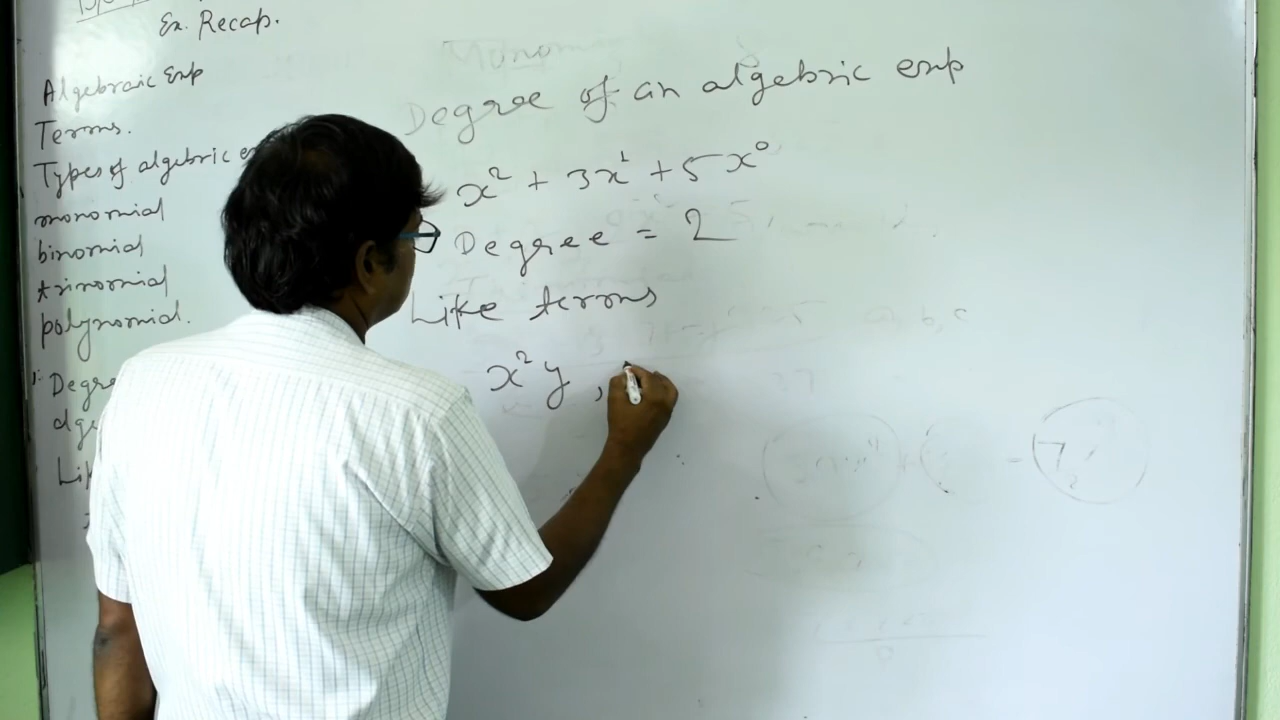 Ex. Recap.
Algebraic Exp
Terms.
Types of algebric
monomial
binomial
trinomial
polynomial.
Degree of an algebric exp
x² + 3x¹ + 5x⁰
Degree = 2
Like terms
x²y ,